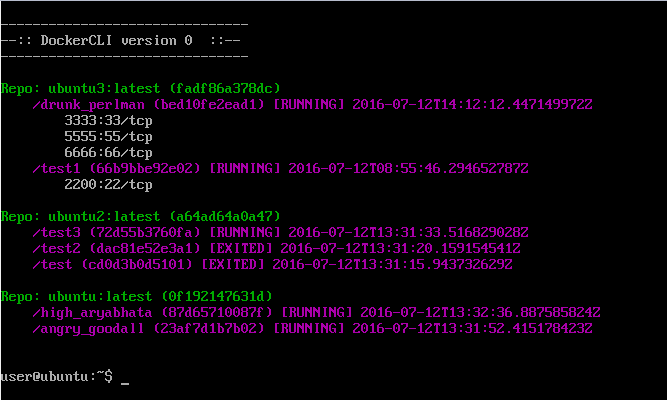 -------------------------------
--:: DockerCLI version 0  ::--
-------------------------------
Repo: ubuntu3:latest (fadf86a378dc)
/drunk_perlman (bed10fe2ead1) [RUNNING] 2016-07-12T14:12:12.447149972Z
3333:33/tcp
5555:55/tcp
6666:66/tcp
/test1 (66b9bbe92e02) [RUNNING] 2016-07-12T08:55:46.294652787Z
2200:22/tcp
Repo: ubuntu2:latest (a64ad64a0a47)
/test3 (72d55b3760fa) [RUNNING] 2016-07-12T13:31:33.516829028Z
/test2 (dac81e52e3a1) [EXITED] 2016-07-12T13:31:20.159154541Z
/test (cd0d3b0d5101) [EXITED] 2016-07-12T13:31:15.943732629Z
Repo: ubuntu:latest (0f192147631d)
/high_aryabhata (87d65710087f) [RUNNING] 2016-07-12T13:32:36.887585824Z
/angry_goodall (23af7d1b7b02) [RUNNING] 2016-07-12T13:31:52.415178423Z
user@ubuntu:~$ _